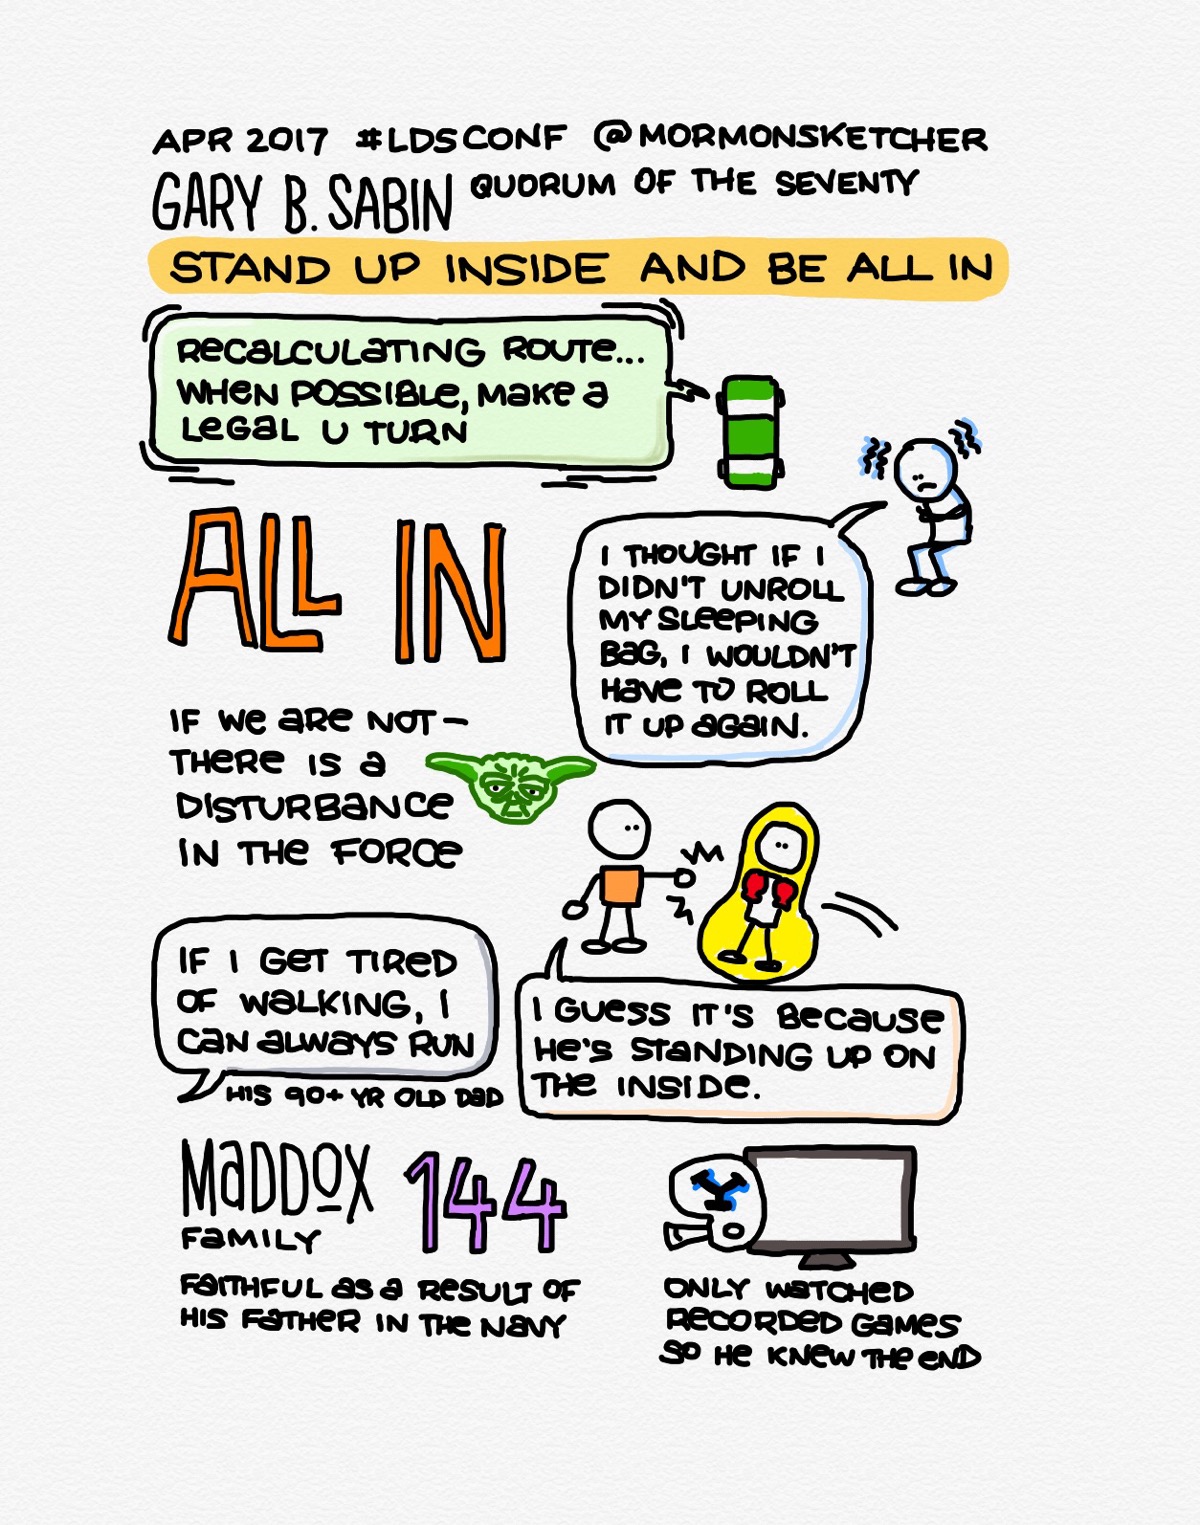 APR 2017 #LDSCONF @MORMONSKETCHER
GARY B. SABIN QUORUM OF THE SEVENTY
STAND UP INSIDE AND BE ALL IN
RECALCULATING ROUTE...
WHEN POSSIBLE, MAKE A
LEGAL U TURN
ALL IN
I THOUGHT IF I
DIDN'T UNROLL
MY SLEEPING
BAG, I WOULDN'T
HAVE TO ROLL
IT UP AGAIN.
IF WE ARE NOT-
THERE IS A
DISTURBANCE
IN THE FORCE
IF I GET TIRED
OF WALKING, I
CAN ALWAYS RUN
HIS 90+ YR OLD DAD
I GUESS IT'S BECAUSE
HE'S STANDING UP ON
THE INSIDE.
MADDOX 144
FAMILY
FAITHFUL AS A RESULT OF
HIS FATHER IN THE NAVY
Y
ONLY WATCHED
RECORDED GAMES
SO HE KNEW THE END